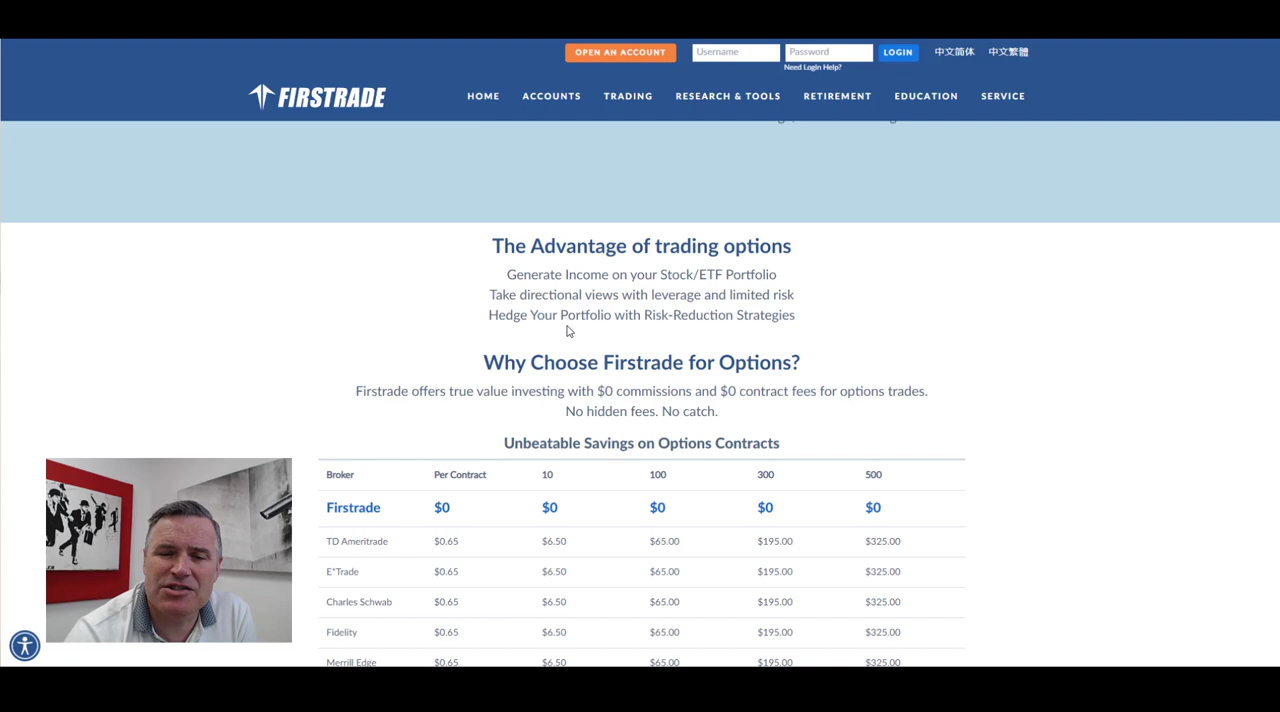 OPEN AN ACCOUNT Username Password LOGIN 中文简体 中文繁體
Need Login Help?
FIRSTRADE HOME ACCOUNTS TRADING RESEARCH & TOOLS RETIREMENT EDUCATION SERVICE
The Advantage of trading options
Generate Income on your Stock/ETF Portfolio
Take directional views with leverage and limited risk
Hedge Your Portfolio with Risk-Reduction Strategies
Why Choose Firstrade for Options?
Firstrade offers true value investing with $0 commissions and $0 contract fees for options trades.
No hidden fees. No catch.
Unbeatable Savings on Options Contracts
Broker Per Contract 10 100 300 500
Firstrade $0 $0 $0 $0 $0
TD Ameritrade $0.65 $6.50 $65.00 $195.00 $325.00
E*Trade $0.65 $6.50 $65.00 $195.00 $325.00
Charles Schwab $0.65 $6.50 $65.00 $195.00 $325.00
Fidelity $0.65 $6.50 $65.00 $195.00 $325.00
Merrill Edge $0.65 $6.50 $65.00 $195.00 $325.00